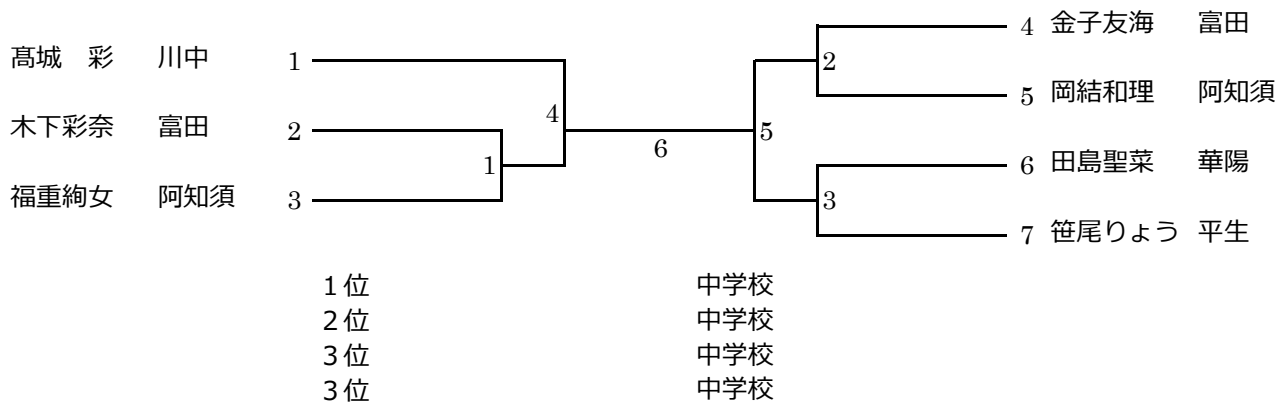 髙城　彩　川中　1
木下彩奈　富田　2
福重絢女　阿知須　3
1
4
6
5
2
3
4 金子友海　富田
5 岡結和理　阿知須
6 田島聖菜　華陽
7 笹尾りょう　平生
１位　中学校
２位　中学校
３位　中学校
３位　中学校